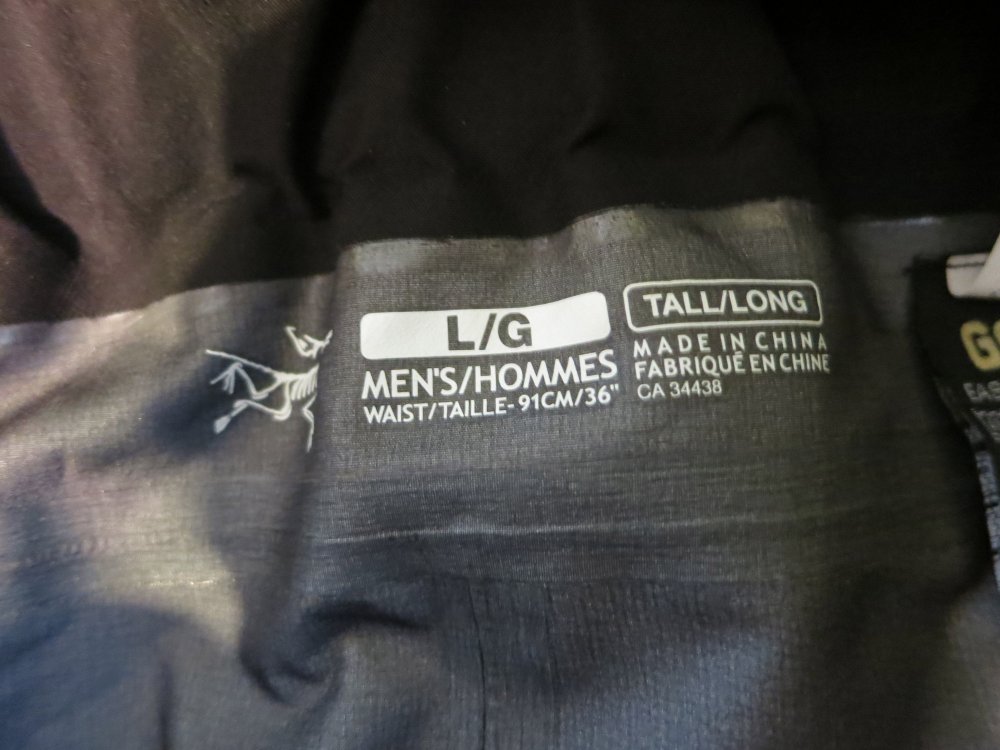 L/G
MEN'S/HOMMES
WAIST/TAILLE- 91CM/36"
TALL/LONG
MADE IN CHINA
FABRIQUÉ EN CHINE
CA 34438